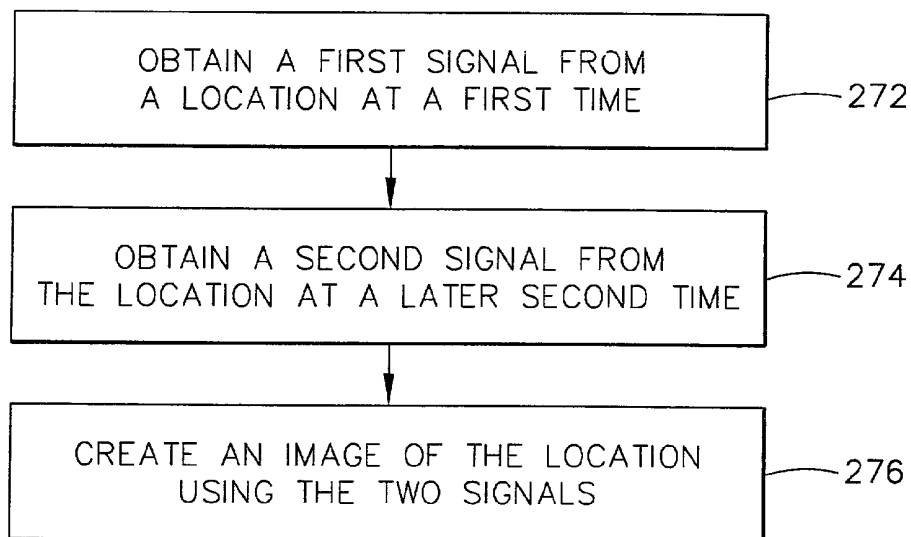 OBTAIN A FIRST SIGNAL FROM
A LOCATION AT A FIRST TIME
272
OBTAIN A SECOND SIGNAL FROM
THE LOCATION AT A LATER SECOND TIME
274
CREATE AN IMAGE OF THE LOCATION
USING THE TWO SIGNALS
276